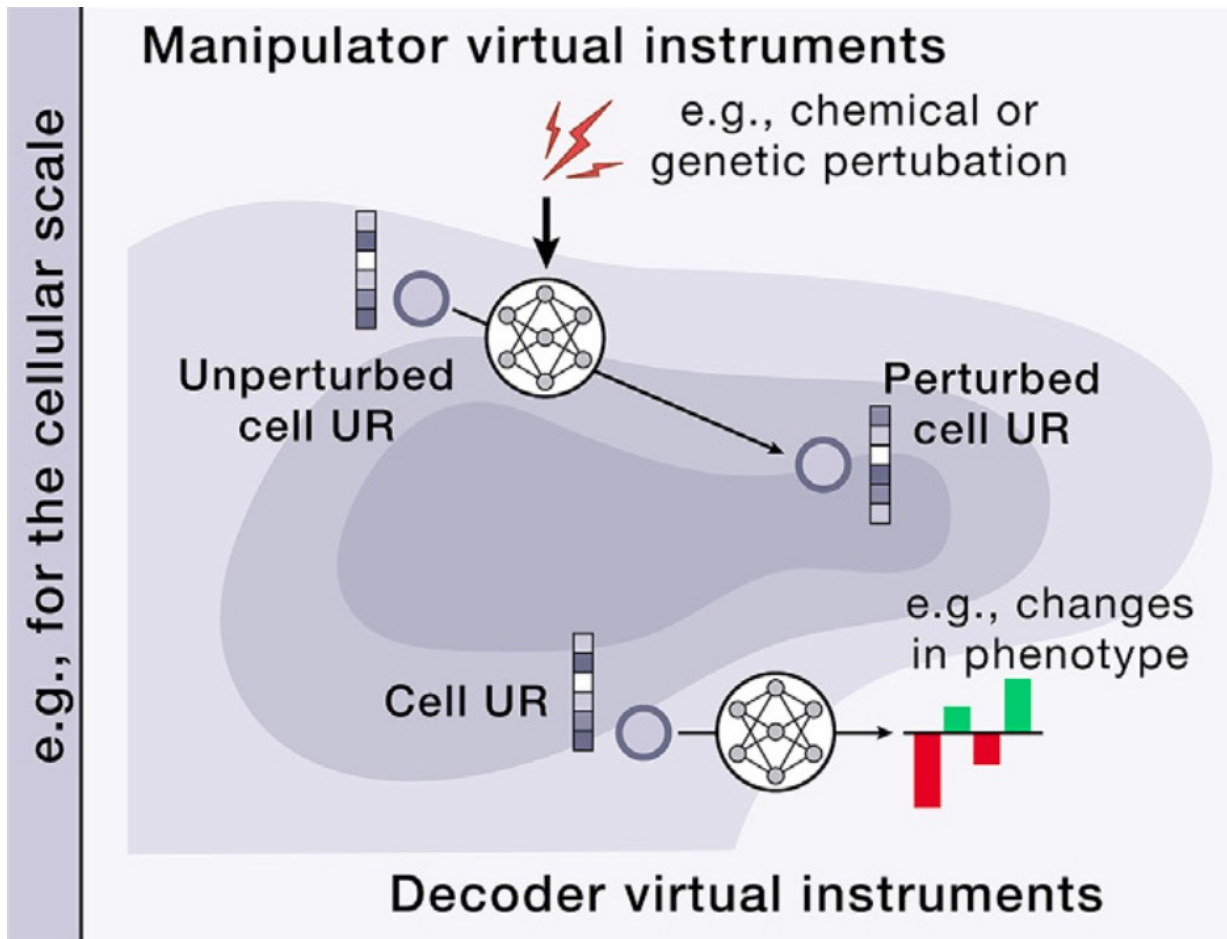 Manipulator virtual instruments
e.g., chemical or
genetic pertubation
e.g., for the cellular scale
Unperturbed
cell UR
Perturbed
cell UR
e.g., changes
in phenotype
Cell UR
Decoder virtual instruments